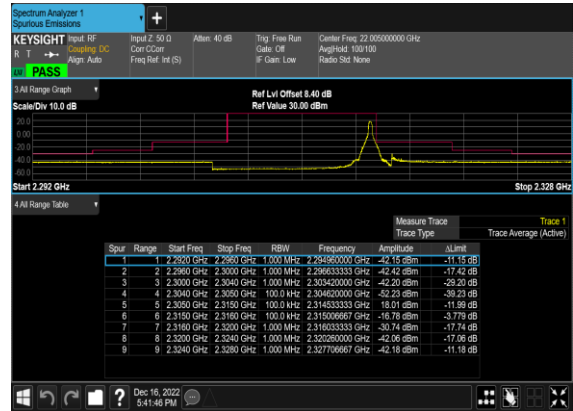 Spectrum Analyzer 1
Spurious Emissions
+
KEYSIGHT Input: RF Input Z: 50 Ω Atten: 40 dB Trig: Free Run Center Freq: 22.005000000 GHz
R T Coupling: DC Corr CCorr Gate: Off Avg|Hold: 100/100
Align: Auto Freq Ref: Int (S) IF Gain: Low Radio Std: None
LXI PASS
3 All Range Graph Ref Lvl Offset 8.40 dB
Scale/Div 10.0 dB Ref Value 30.00 dBm
20.0
0.00
-20.0
-40.0
-60.0
Start 2.292 GHz Stop 2.328 GHz
4 All Range Table
Measure Trace Trace 1
Trace Type Trace Average (Active)
Spur Range Start Freq Stop Freq RBW Frequency Amplitude ΔLimit
1 1 2.2920 GHz 2.2960 GHz 1.000 MHz 2.294960000 GHz -42.15 dBm -11.15 dB
2 2 2.2960 GHz 2.3000 GHz 1.000 MHz 2.296633333 GHz -42.42 dBm -17.42 dB
3 3 2.3000 GHz 2.3040 GHz 1.000 MHz 2.303420000 GHz -42.20 dBm -29.20 dB
4 4 2.3040 GHz 2.3050 GHz 100.0 kHz 2.304620000 GHz -52.23 dBm -39.23 dB
5 5 2.3050 GHz 2.3150 GHz 100.0 kHz 2.314533333 GHz 18.01 dBm -11.99 dB
6 6 2.3150 GHz 2.3160 GHz 100.0 kHz 2.315006667 GHz -16.78 dBm -3.779 dB
7 7 2.3160 GHz 2.3200 GHz 1.000 MHz 2.316033333 GHz -30.74 dBm -17.74 dB
8 8 2.3200 GHz 2.3240 GHz 1.000 MHz 2.320260000 GHz -42.06 dBm -17.06 dB
9 9 2.3240 GHz 2.3280 GHz 1.000 MHz 2.327706667 GHz -42.18 dBm -11.18 dB
? Dec 16, 2022
5:41:46 PM